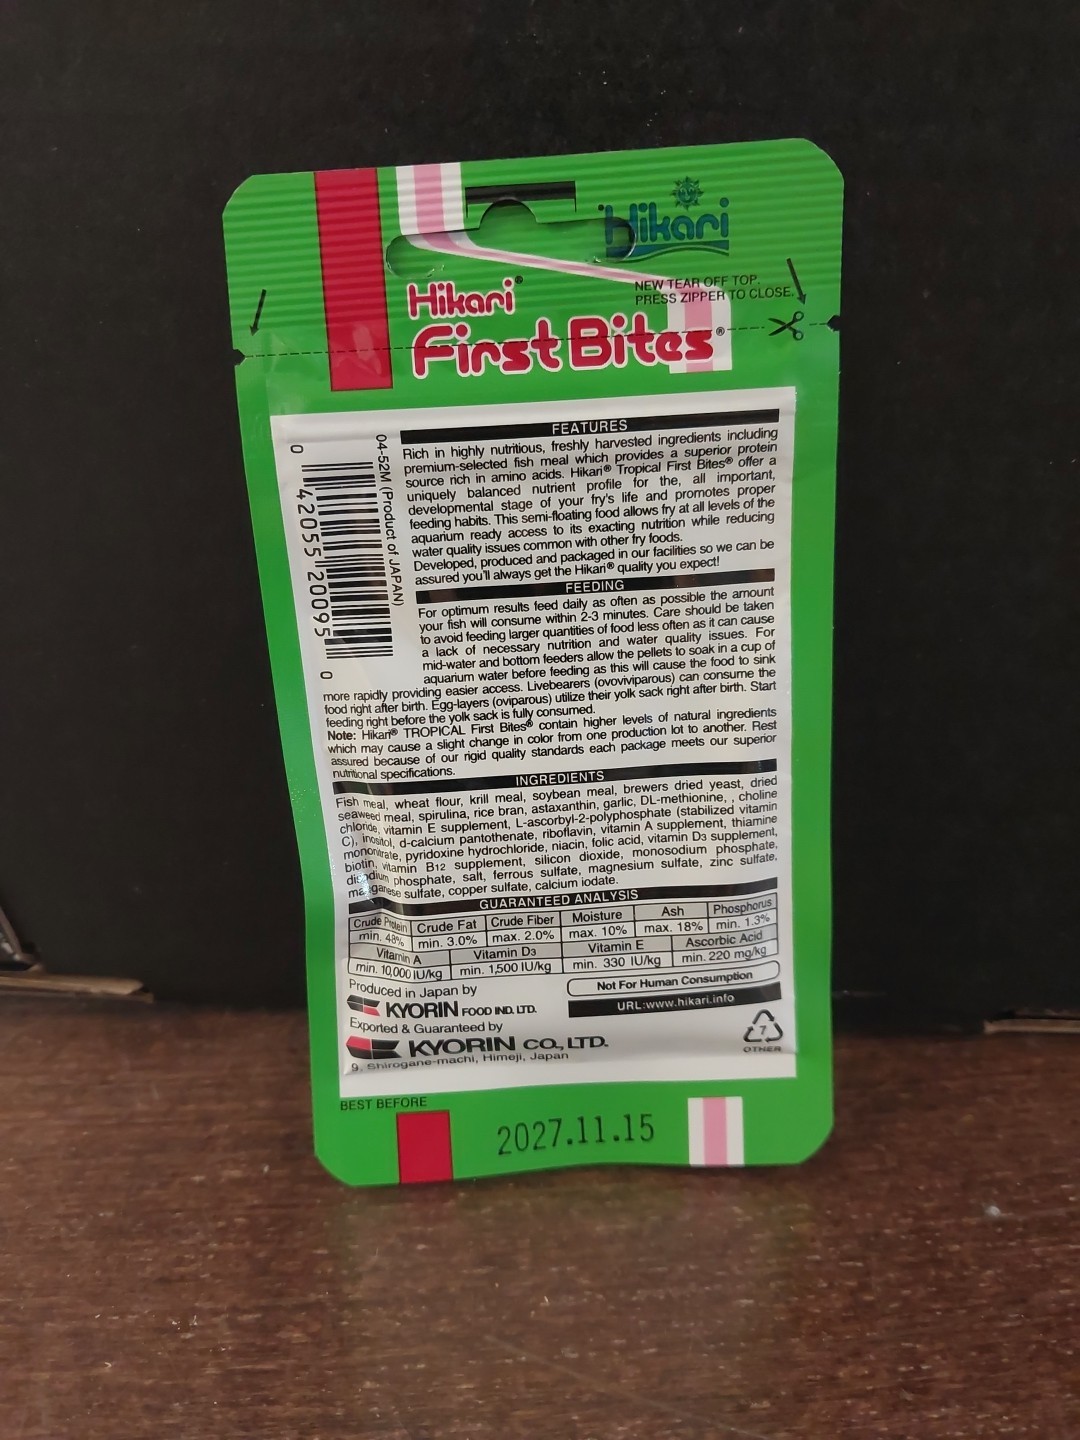 Hikari
NEW TEAR OFF TOP.
PRESS ZIPPER TO CLOSE.
Hikari®
First Bites®
FEATURES
Rich in highly nutritious, freshly harvested ingredients including
premium-selected fish meal which provides a superior protein
source rich in amino acids. Hikari® Tropical First Bites® offer a
uniquely balanced nutrient profile for the, all important,
developmental stage of your fry's life and promotes proper
feeding habits. This semi-floating food allows fry at all levels of the
aquarium ready access to its exacting nutrition while reducing
water quality issues common with other fry foods.
Developed, produced and packaged in our facilities so we can be
assured you'll always get the Hikari® quality you expect!
04-52M (Product of JAPAN)
0 42055 20095 0
FEEDING
For optimum results feed daily as often as possible the amount
your fish will consume within 2-3 minutes. Care should be taken
to avoid feeding larger quantities of food less often as it can cause
a lack of necessary nutrition and water quality issues. For
mid-water and bottom feeders allow the pellets to soak in a cup of
aquarium water before feeding as this will cause the food to sink
more rapidly providing easier access. Livebearers (ovoviviparous) can consume the
food right after birth. Egg-layers (oviparous) utilize their yolk sack right after birth. Start
feeding right before the yolk sack is fully consumed.
Note: Hikari® TROPICAL First Bites® contain higher levels of natural ingredients
which may cause a slight change in color from one production lot to another. Rest
assured because of our rigid quality standards each package meets our superior
nutritional specifications.
INGREDIENTS
Fish meal, wheat flour, krill meal, soybean meal, brewers dried yeast, dried
seaweed meal, spirulina, rice bran, astaxanthin, garlic, DL-methionine, , choline
chloride, vitamin E supplement, L-ascorbyl-2-polyphosphate (stabilized vitamin
C), inositol, d-calcium pantothenate, riboflavin, vitamin A supplement, thiamine
mononitrate, pyridoxine hydrochloride, niacin, folic acid, vitamin D3 supplement,
biotin, vitamin B12 supplement, silicon dioxide, monosodium phosphate,
disodium phosphate, salt, ferrous sulfate, magnesium sulfate, zinc sulfate,
manganese sulfate, copper sulfate, calcium iodate.
GUARANTEED ANALYSIS
Crude Protein Crude Fat Crude Fiber Moisture Ash Phosphorus
min. 48% min. 3.0% max. 2.0% max. 10% max. 18% min. 1.3%
Vitamin A Vitamin D3 Vitamin E Ascorbic Acid
min. 10,000 IU/kg min. 1,500 IU/kg min. 330 IU/kg min. 220 mg/kg
Produced in Japan by
KYORIN FOOD IND. LTD.
Not For Human Consumption
URL:www.hikari.info
Exported & Guaranteed by
KYORIN CO., LTD.
9, Shirogane-machi, Himeji, Japan
7
OTHER
BEST BEFORE
2027.11.15